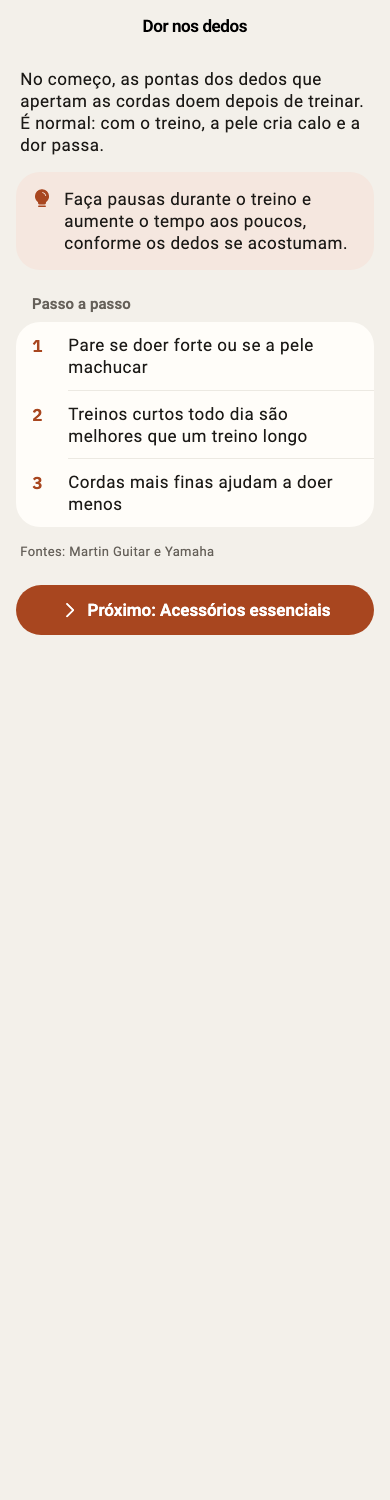 Dor nos dedos
No começo, as pontas dos dedos que
apertam as cordas doem depois de treinar.
É normal: com o treino, a pele cria calo e a
dor passa.
Faça pausas durante o treino e
aumente o tempo aos poucos,
conforme os dedos se acostumam.
Passo a passo
1 Pare se doer forte ou se a pele
machucar
2 Treinos curtos todo dia são
melhores que um treino longo
3 Cordas mais finas ajudam a doer
menos
Fontes: Martin Guitar e Yamaha
Próximo: Acessórios essenciais